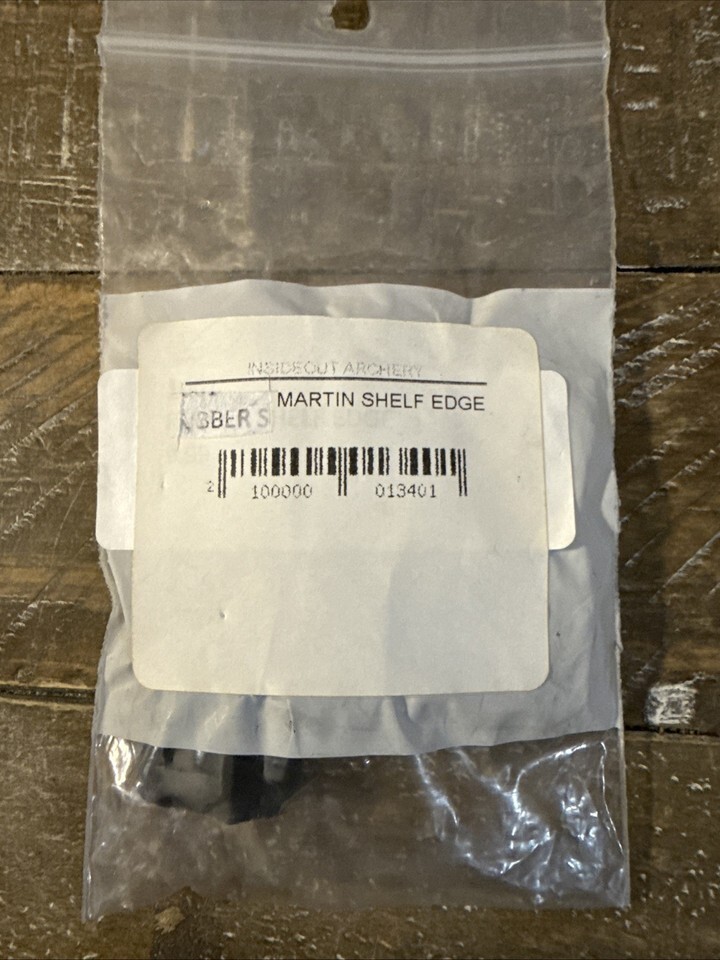 INSIDEOUT ARCHERY
MARTIN SHELF EDGE
BBER S
2 100000 013401